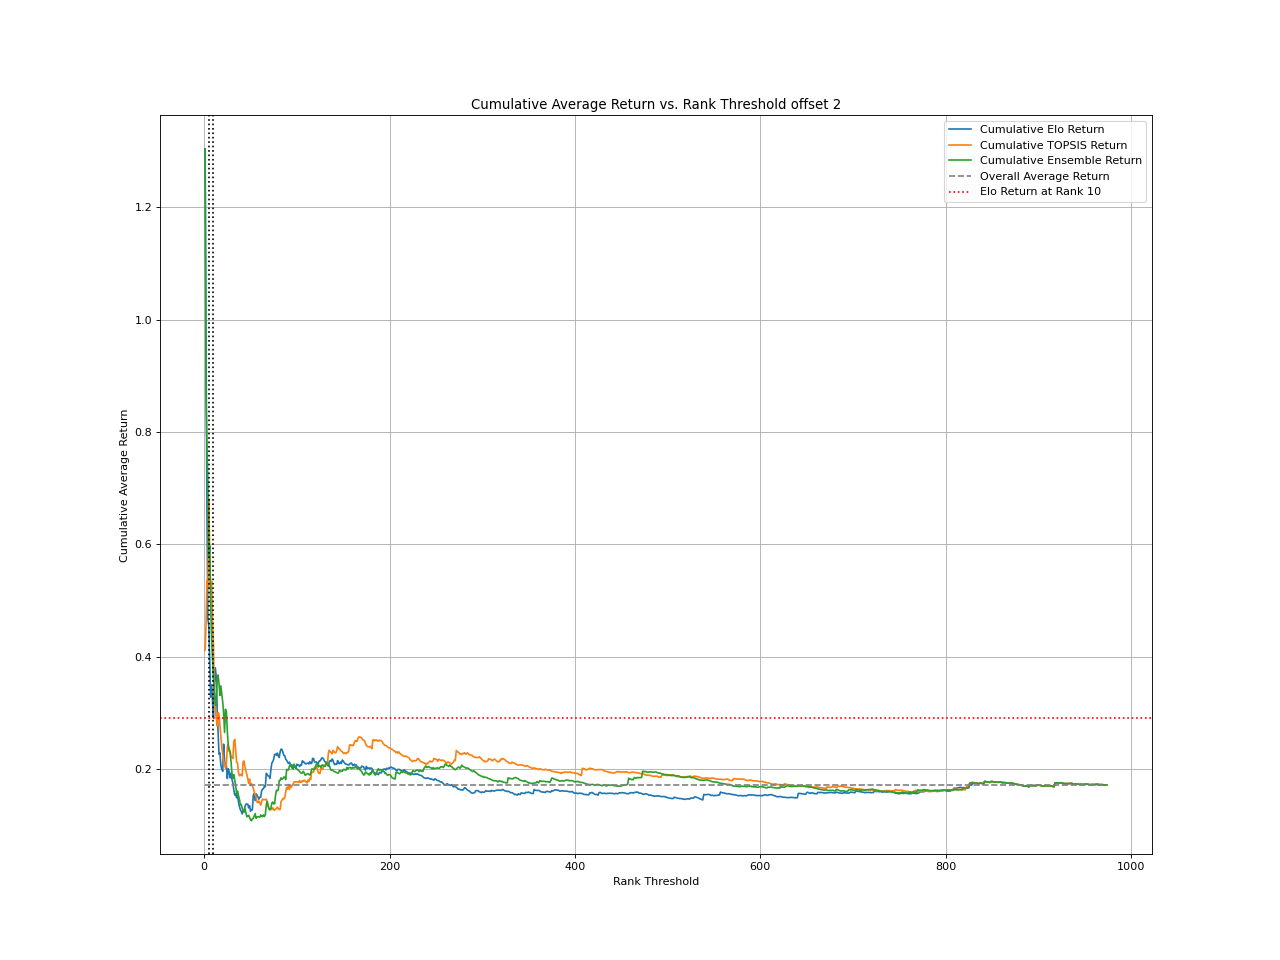 Cumulative Average Return vs. Rank Threshold offset 2
Cumulative Elo Return
Cumulative TOPSIS Return
Cumulative Ensemble Return
Overall Average Return
Elo Return at Rank 10
Cumulative Average Return
1.2
1.0
0.8
0.6
0.4
0.2
0
200
400
600
800
1000
Rank Threshold